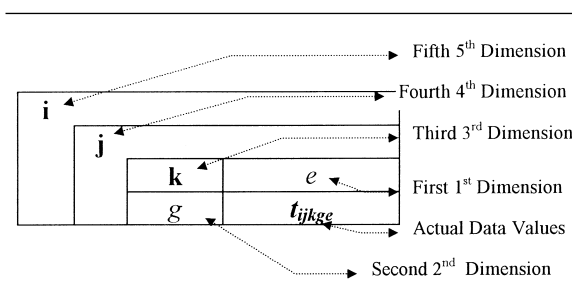 Fifth 5th Dimension
i
Fourth 4th Dimension
j
Third 3rd Dimension
k e
First 1st Dimension
g tijkge
Actual Data Values
Second 2nd Dimension